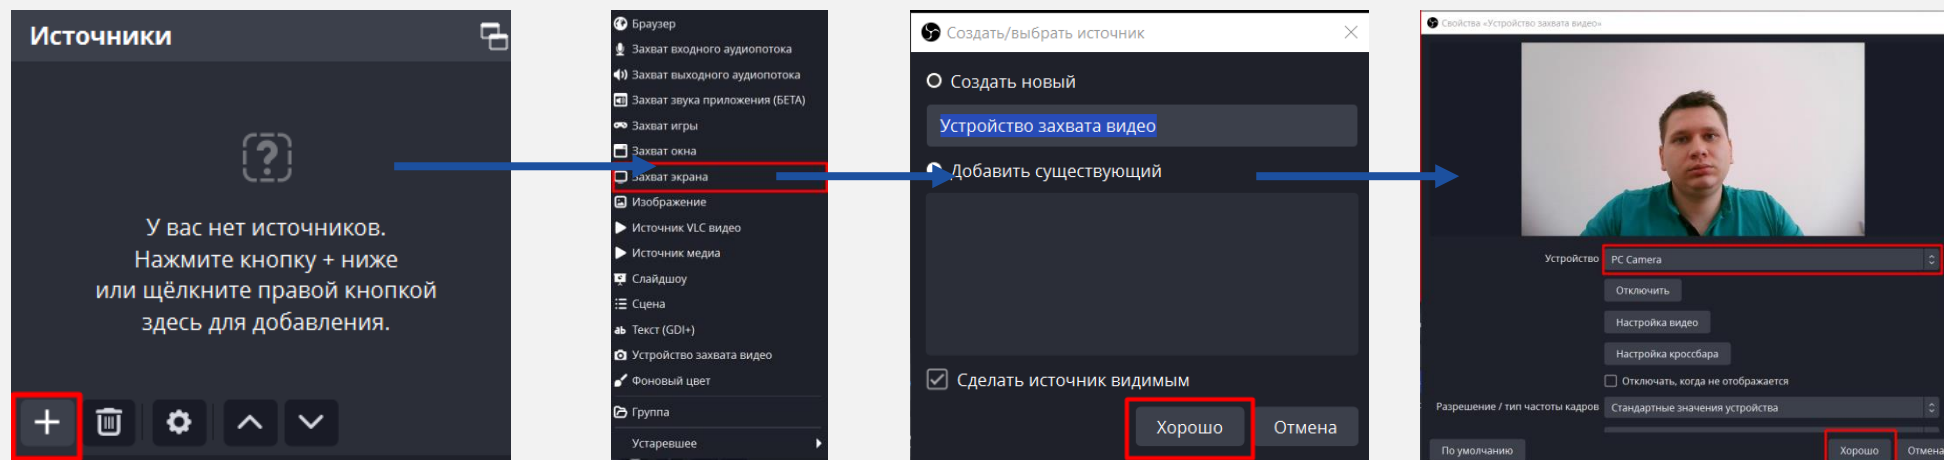 Источники
У вас нет источников.
Нажмите кнопку + ниже
или щёлкните правой кнопкой
здесь для добавления.
Браузер
Захват входного аудиопотока
Захват выходного аудиопотока
Захват звука приложения (БЕТА)
Захват игры
Захват окна
Захват экрана
Изображение
Источник VLC видео
Источник медиа
Слайдшоу
Сцена
ab Текст (GDI+)
Устройство захвата видео
Фоновый цвет
Группа
Устаревшее
Создать/выбрать источник
Создать новый
Устройство захвата видео
Добавить существующий
Сделать источник видимым
Хорошо Отмена
Свойства «Устройство захвата видео»
Устройство PC Camera
Отключить
Настройка видео
Настройка кроссбара
Отключать, когда не отображается
Разрешение / тип частоты кадров Стандартные значения устройства
По умолчанию Хорошо Отмена